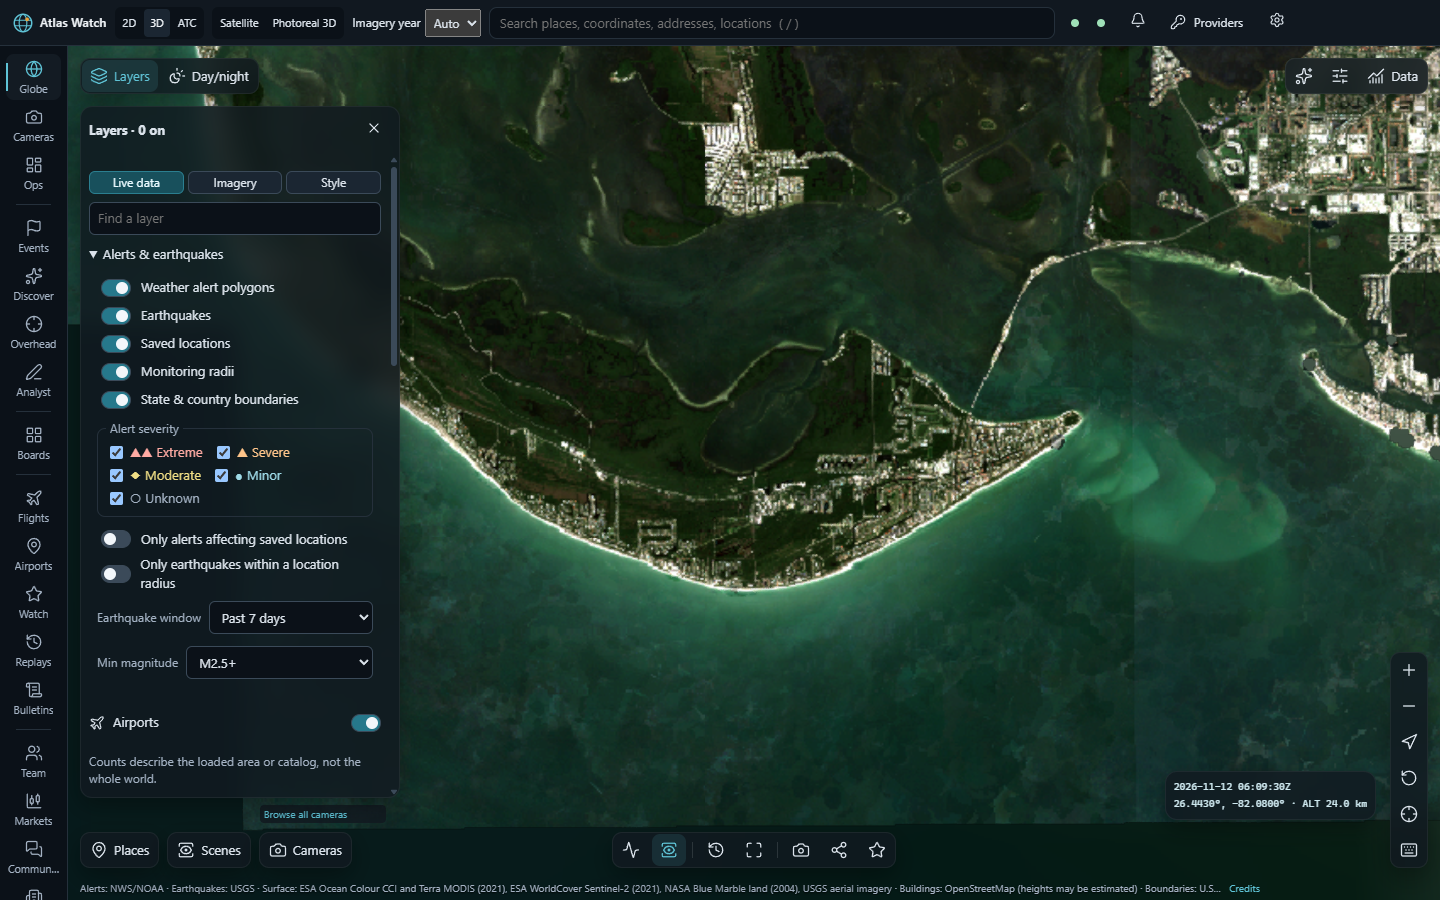 Atlas Watch
2D
3D
ATC
Satellite
Photoreal 3D
Imagery year
Auto
Search places, coordinates, addresses, locations ( / )
Providers
Globe
Cameras
Ops
Events
Discover
Overhead
Analyst
Boards
Flights
Airports
Watch
Replays
Bulletins
Team
Markets
Commun...
Layers
Day/night
Data
Layers · 0 on
Live data
Imagery
Style
Find a layer
Alerts & earthquakes
Weather alert polygons
Earthquakes
Saved locations
Monitoring radii
State & country boundaries
Alert severity
Extreme
Severe
Moderate
Minor
Unknown
Only alerts affecting saved locations
Only earthquakes within a location
radius
Earthquake window
Past 7 days
Min magnitude
M2.5+
Airports
Counts describe the loaded area or catalog, not the
whole world.
Browse all cameras
Places
Scenes
Cameras
2026-11-12 06:09:30Z
26.4430°, -82.0800° · ALT 24.0 km
Alerts: NWS/NOAA · Earthquakes: USGS · Surface: ESA Ocean Colour CCI and Terra MODIS (2021), ESA WorldCover Sentinel-2 (2021), NASA Blue Marble land (2004), USGS aerial imagery · Buildings: OpenStreetMap (heights may be estimated) · Boundaries: U.S...
Credits